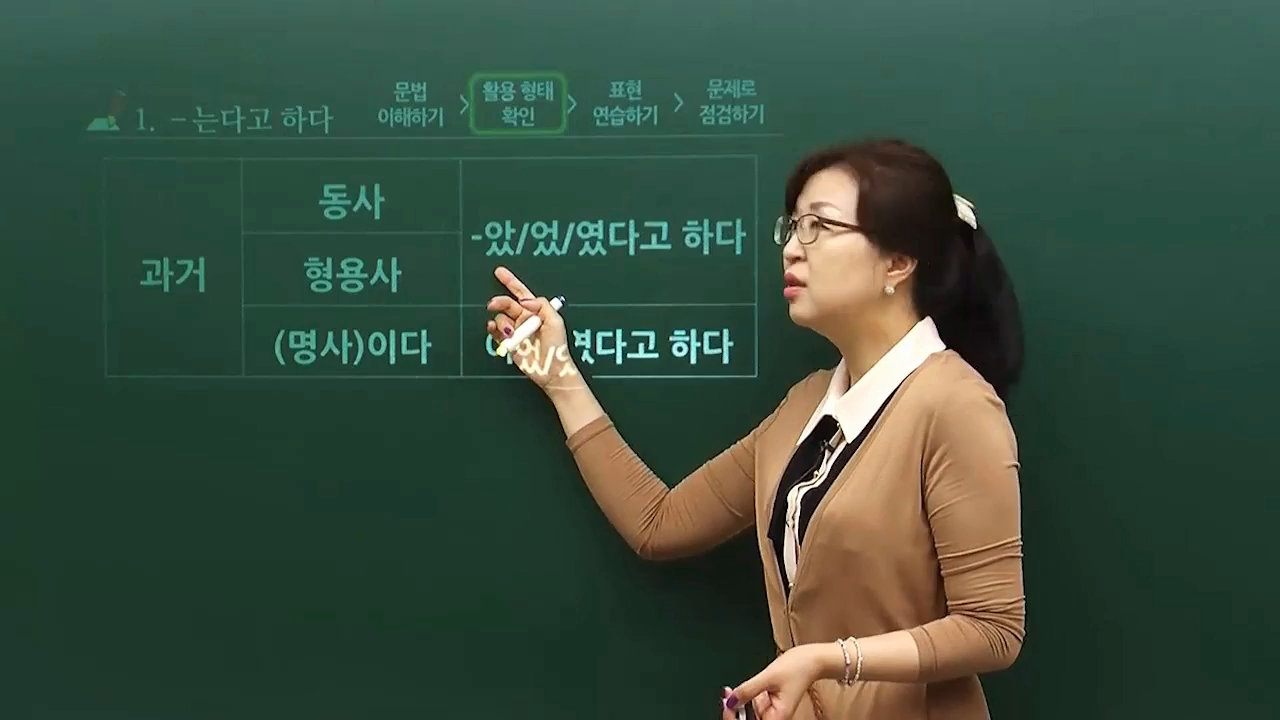 1. -는다고 하다
문법
이해하기
활용 형태
확인
표현
연습하기
문제로
점검하기
과거
동사
-았/었/였다고 하다
형용사
(명사)이다
였다고 하다